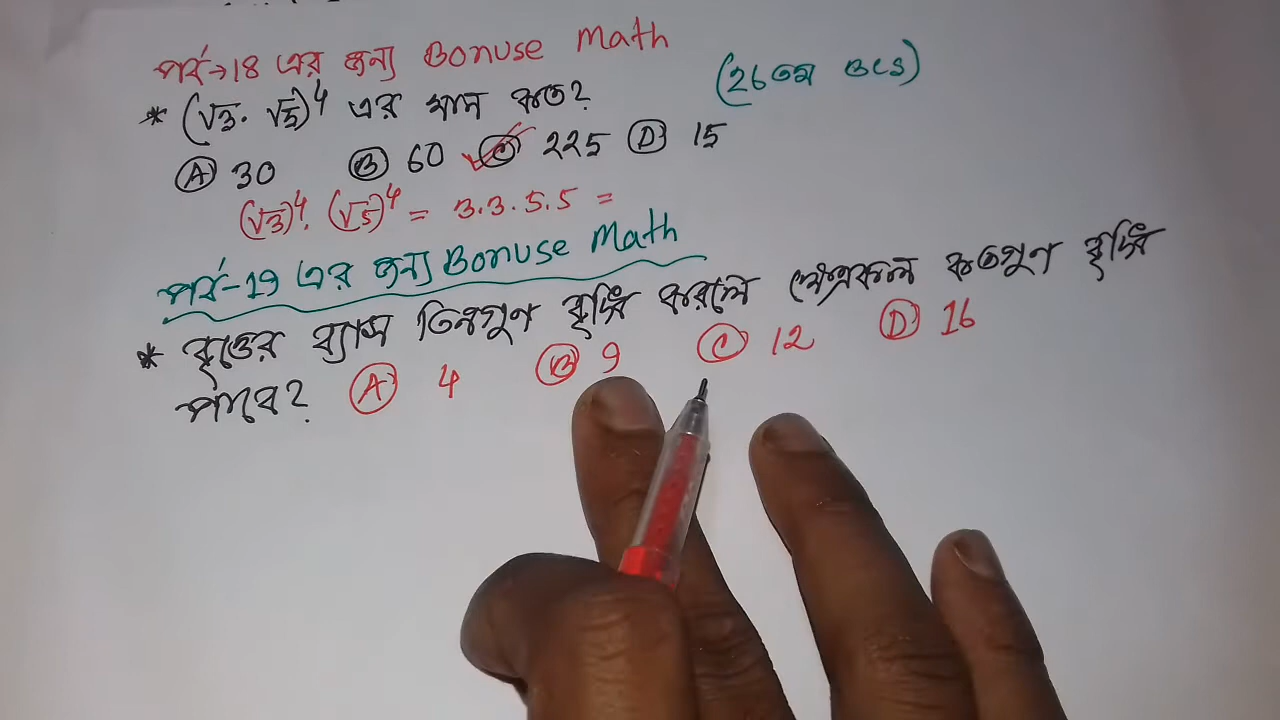 পর্ব→18 এর জন্য Bonuse Math
* (√3. √5)⁴ এর মান কত? (26তম BCS)
Ⓐ 30 Ⓑ 60 Ⓒ 225 Ⓓ 15
(√3)⁴. (√5)⁴ = 3.3.5.5 =
পর্ব-19 এর জন্য Bonuse Math
* বৃত্তের ব্যাস তিনগুণ বৃদ্ধি করলে ক্ষেত্রফল কতগুণ বৃদ্ধি
পাবে? Ⓐ 4 Ⓑ 9 Ⓒ 12 Ⓓ 16